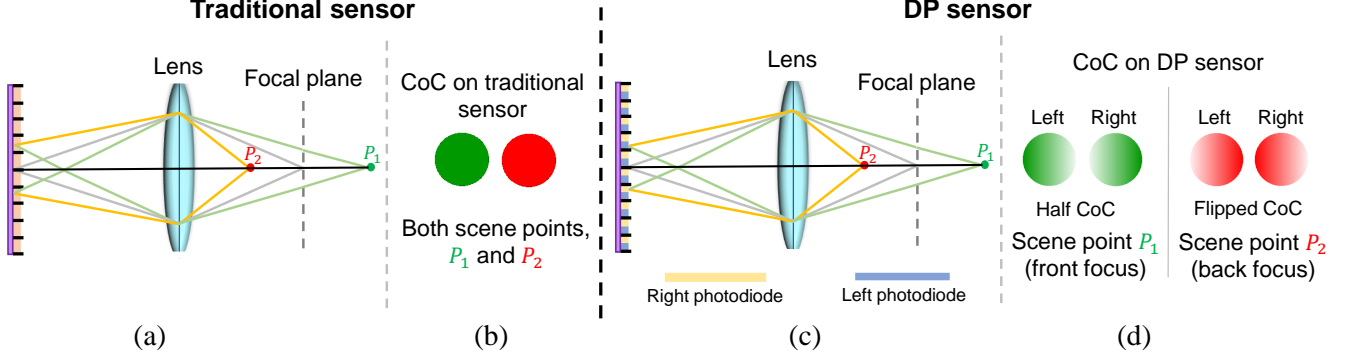 Traditional sensor
DP sensor
Lens
Focal plane
P₂
P₁
CoC on traditional
sensor
Both scene points,
P₁ and P₂
Lens
Focal plane
P₂
P₁
Right photodiode
Left photodiode
CoC on DP sensor
Left
Right
Left
Right
Half CoC
Flipped CoC
Scene point P₁
(front focus)
Scene point P₂
(back focus)
(a)
(b)
(c)
(d)